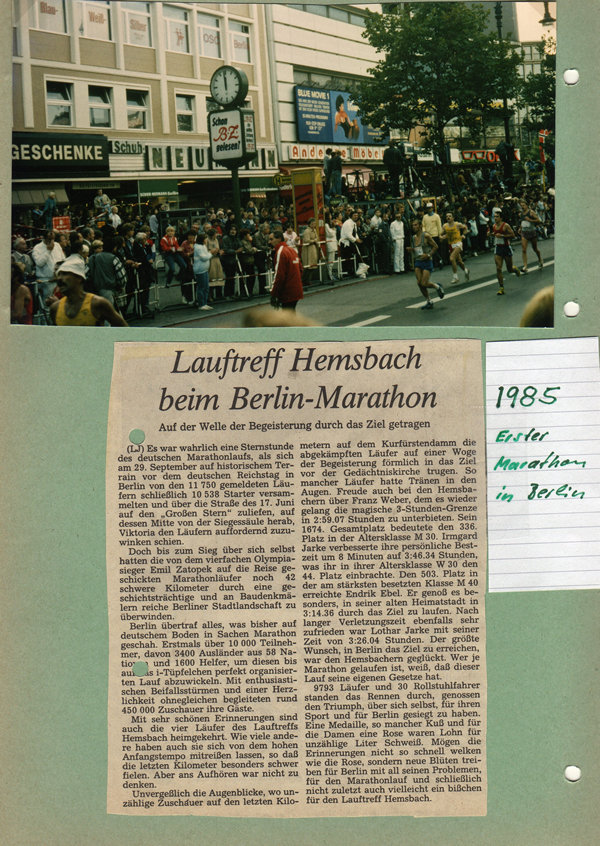 Blau-
Weiß-
Silber
osci
Berlin
BLUE MOVIE 1
Schon
BZ
gelesen?
GESCHENKE
Schuh
NEUMANN
Möbel
Lauftreff Hemsbach
beim Berlin-Marathon
Auf der Welle der Begeisterung durch das Ziel getragen
(LJ) Es war wahrlich eine Sternstunde
des deutschen Marathonlaufs, als sich
am 29. September auf historischem Ter-
rain vor dem deutschen Reichstag in
Berlin von den 11 750 gemeldeten Läu-
fern schließlich 10 538 Starter versam-
melten und über die Straße des 17. Juni
auf den „Großen Stern“ zuliefen, auf
dessen Mitte von der Siegessäule herab,
Viktoria den Läufern auffordernd zuzu-
winken schien.
Doch bis zum Sieg über sich selbst
hatten die von dem vierfachen Olympia-
sieger Emil Zatopek auf die Reise ge-
schickten Marathonläufer noch 42
schwere Kilometer durch eine ge-
schichtsträchtige und an Baudenkmä-
lern reiche Berliner Stadtlandschaft zu
überwinden.
Berlin übertraf alles, was bisher auf
deutschem Boden in Sachen Marathon
geschah. Erstmals über 10 000 Teilneh-
mer, davon 3400 Ausländer aus 58 Na-
und 1600 Helfer, um diesen bis
i-Tüpfelchen perfekt organisier-
ten Lauf abzuwickeln. Mit enthusiasti-
schen Beifallsstürmen und einer Herz-
lichkeit ohnegleichen begleiteten rund
450 000 Zuschauer ihre Gäste.
Mit sehr schönen Erinnerungen sind
auch die vier Läufer des Lauftreffs
Hemsbach heimgekehrt. Wie viele ande-
re haben auch sie sich von dem hohen
Anfangstempo mitreißen lassen, so daß
die letzten Kilometer besonders schwer
fielen. Aber ans Aufhören war nicht zu
denken.
Unvergeßlich die Augenblicke, wo un-
zählige Zuschauer auf den letzten Kilo-
metern auf dem Kurfürstendamm die
abgekämpften Läufer auf einer Woge
der Begeisterung förmlich in das Ziel
vor der Gedächtniskirche trugen. So
mancher Läufer hatte Tränen in den
Augen. Freude auch bei den Hemsba-
chern über Franz Weber, dem es wieder
gelang die magische 3-Stunden-Grenze
in 2:59.07 Stunden zu unterbieten. Sein
1674. Gesamtplatz bedeutete den 336.
Platz in der Altersklasse M 30. Irmgard
Jarke verbesserte ihre persönliche Best-
zeit um 8 Minuten auf 3:46.34 Stunden,
was ihr in ihrer Altersklasse W 30 den
44. Platz einbrachte. Den 503. Platz in
der am stärksten besetzten Klasse M 40
erreichte Endrik Ebel. Er genoß es be-
sonders, in seiner alten Heimatstadt in
3:14.36 durch das Ziel zu laufen. Nach
langer Verletzungszeit ebenfalls sehr
zufrieden war Lothar Jarke mit seiner
Zeit von 3:26.04 Stunden. Der größte
Wunsch, in Berlin das Ziel zu erreichen,
war den Hemsbachern geglückt. Wer je
Marathon gelaufen ist, weiß, daß dieser
Lauf seine eigenen Gesetze hat.
9793 Läufer und 30 Rollstuhlfahrer
standen das Rennen durch, genossen
den Triumph, über sich selbst, für ihren
Sport und für Berlin gesiegt zu haben.
Eine Medaille, so mancher Kuß und für
die Damen eine Rose waren Lohn für
unzählige Liter Schweiß. Mögen die
Erinnerungen nicht so schnell welken
wie die Rose, sondern neue Blüten trei-
ben für Berlin mit all seinen Problemen,
für den Marathonlauf und schließlich
nicht zuletzt auch vielleicht ein bißchen
für den Lauftreff Hemsbach.
1985
Erster
Marathon
in Berlin